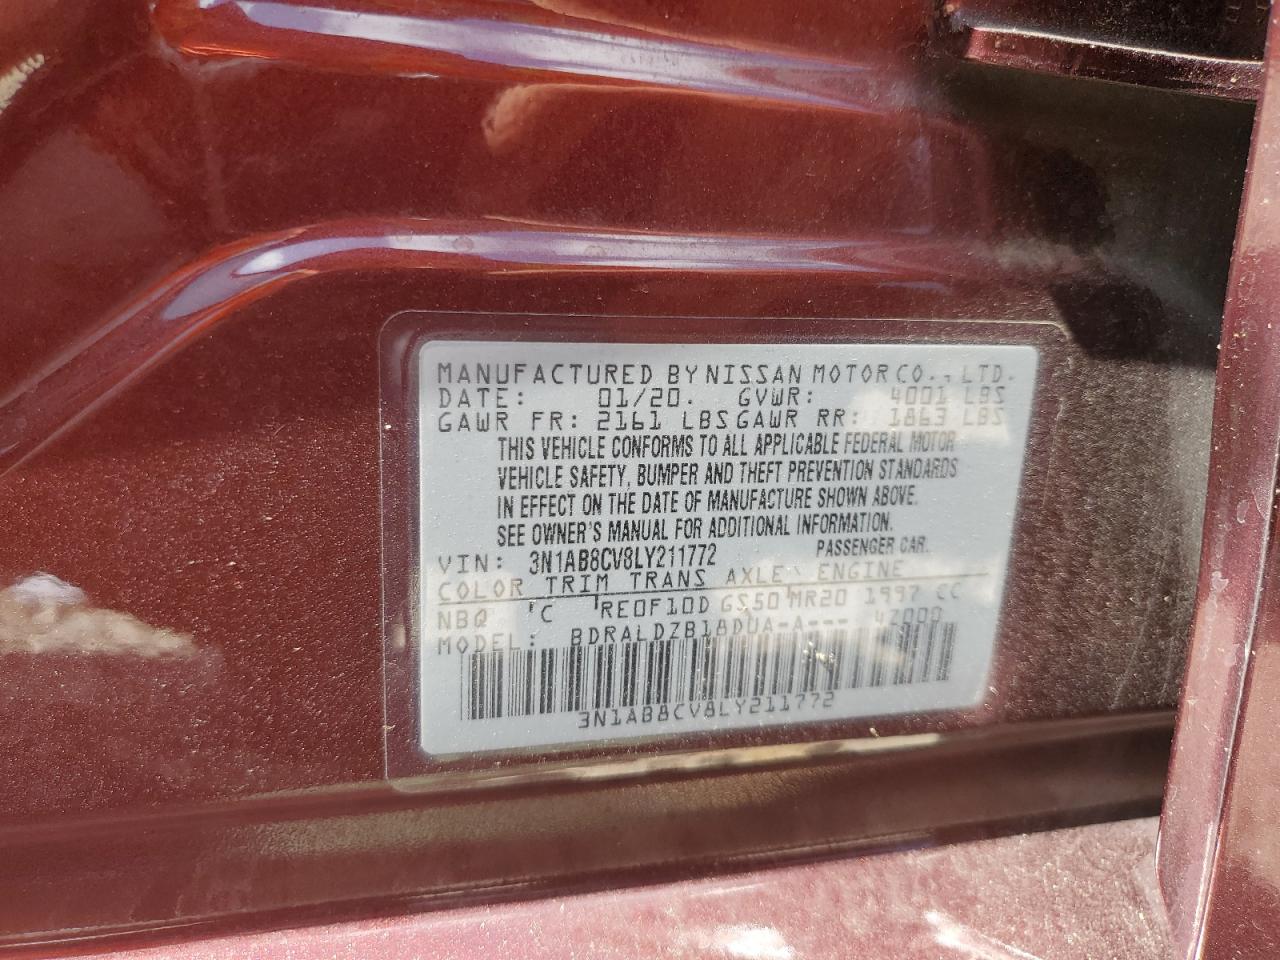 MANUFACTURED BY NISSAN MOTOR CO., LTD.
DATE: 01/20. GVWR: 4001 LBS
GAWR FR: 2161 LBS GAWR RR: 1863 LBS
THIS VEHICLE CONFORMS TO ALL APPLICABLE FEDERAL MOTOR
VEHICLE SAFETY, BUMPER AND THEFT PREVENTION STANDARDS
IN EFFECT ON THE DATE OF MANUFACTURE SHOWN ABOVE.
SEE OWNER'S MANUAL FOR ADDITIONAL INFORMATION.
VIN: 3N1AB8CV8LY211772 PASSENGER CAR.
COLOR TRIM TRANS AXLE ENGINE
NBQ C RE0F10D GS50 MR20 1997 CC
MODEL: BDRALDZB18DUA-A--- 4Z000
3N1AB8CV8LY211772